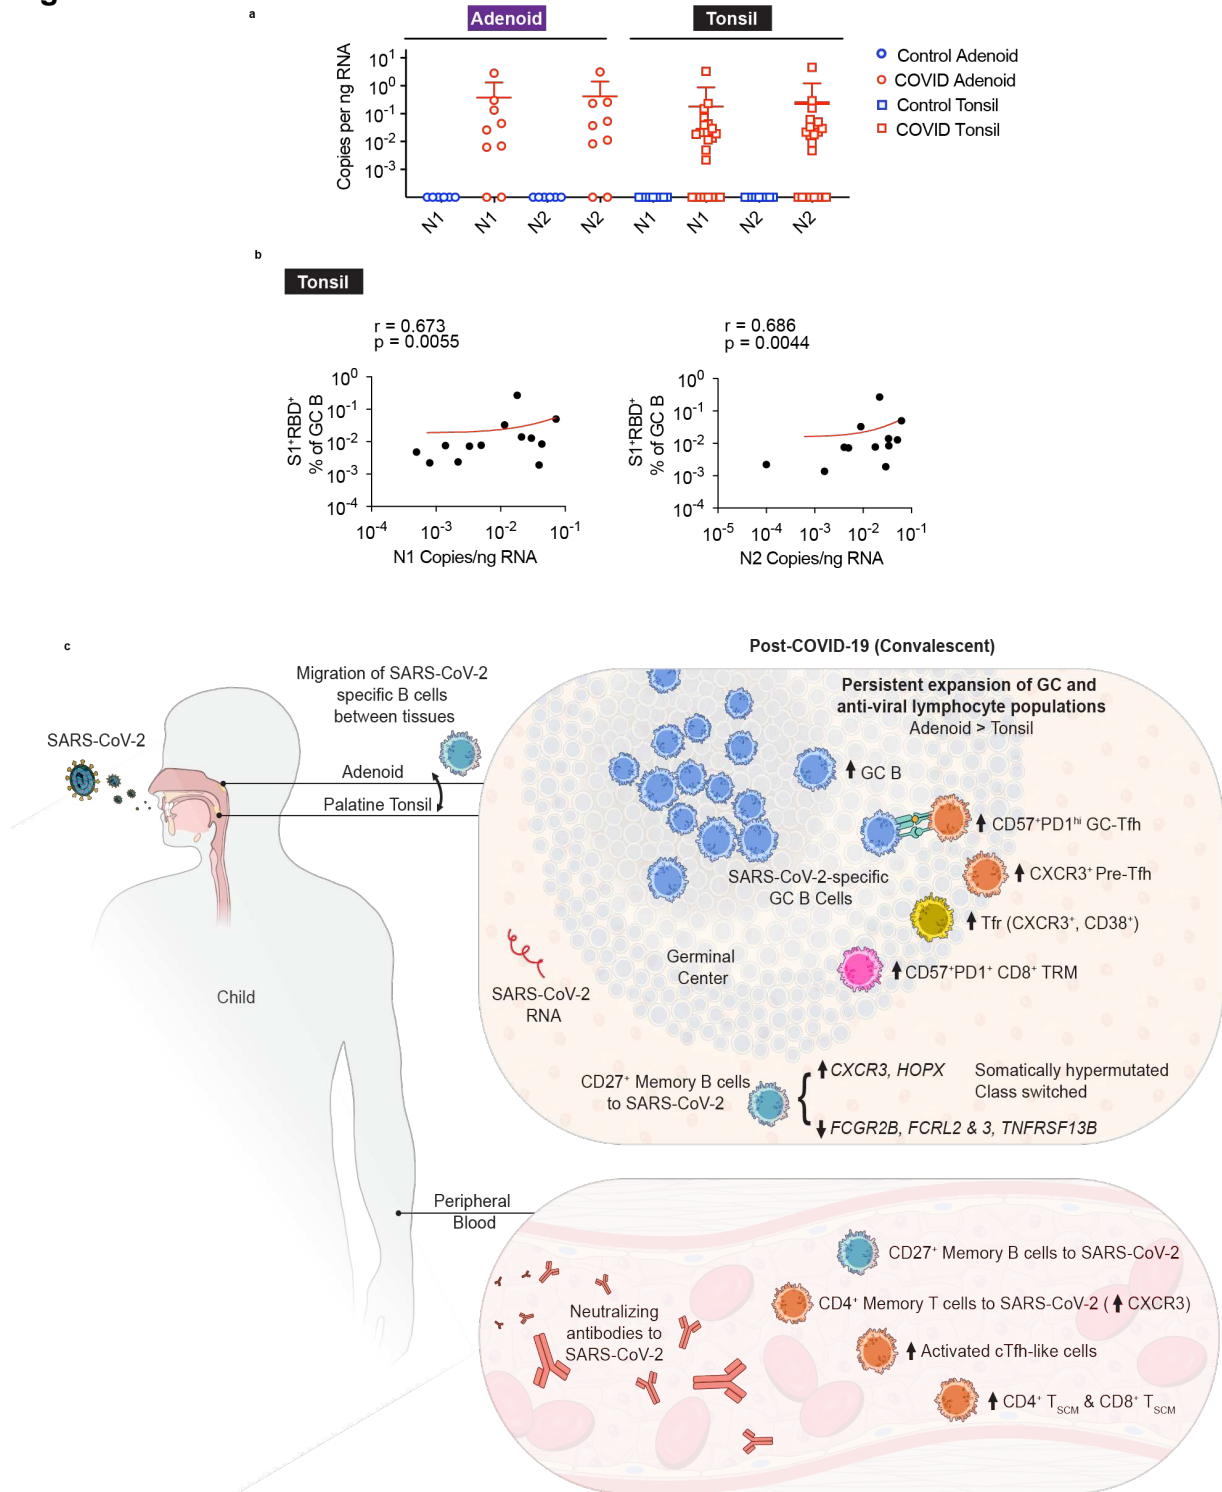 a
Adenoid
Tonsil
Copies per ng RNA
10¹
10⁰
10⁻¹
10⁻²
10⁻³
N1
N1
N2
N2
N1
N1
N2
N2
Control Adenoid
COVID Adenoid
Control Tonsil
COVID Tonsil
b
Tonsil
r = 0.673
p = 0.0055
S1⁺RBD⁺
% of GC B
10⁰
10⁻¹
10⁻²
10⁻³
10⁻⁴
10⁻⁴
10⁻³
10⁻²
10⁻¹
N1 Copies/ng RNA
r = 0.686
p = 0.0044
S1⁺RBD⁺
% of GC B
10⁰
10⁻¹
10⁻²
10⁻³
10⁻⁴
10⁻⁵
10⁻⁴
10⁻³
10⁻²
10⁻¹
N2 Copies/ng RNA
c
Post-COVID-19 (Convalescent)
Migration of SARS-CoV-2
specific B cells
between tissues
SARS-CoV-2
Adenoid
Palatine Tonsil
Child
Persistent expansion of GC and
anti-viral lymphocyte populations
Adenoid > Tonsil
GC B
CD57⁺PD1ʰⁱ GC-Tfh
CXCR3⁺ Pre-Tfh
SARS-CoV-2-specific
GC B Cells
Tfr (CXCR3⁺, CD38⁺)
Germinal
Center
CD57⁺PD1⁺ CD8⁺ TRM
SARS-CoV-2
RNA
CD27⁺ Memory B cells
to SARS-CoV-2
CXCR3, HOPX
Somatically hypermutated
Class switched
FCGR2B, FCRL2 & 3, TNFRSF13B
Peripheral
Blood
Neutralizing
antibodies to
SARS-CoV-2
CD27⁺ Memory B cells to SARS-CoV-2
CD4⁺ Memory T cells to SARS-CoV-2 (⬆ CXCR3)
Activated cTfh-like cells
CD4⁺ T<sub>SCM</sub> & CD8⁺ T<sub>SCM</sub>